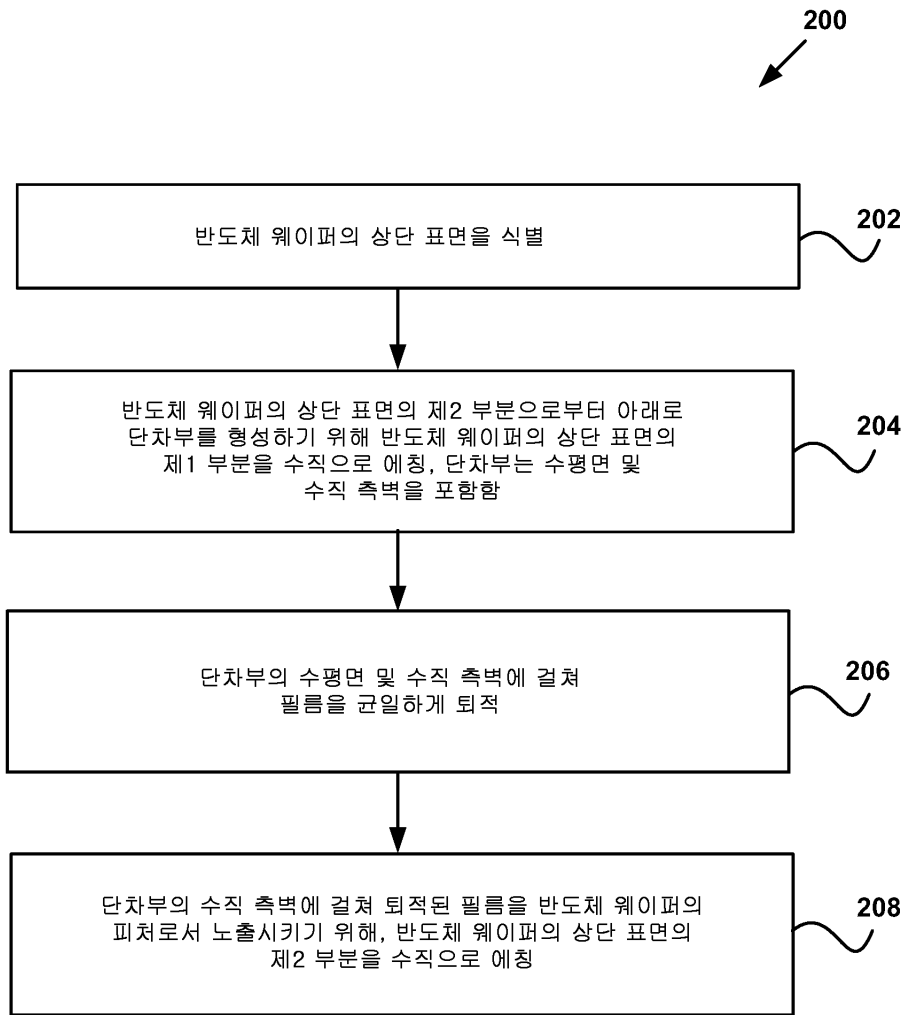 200
반도체 웨이퍼의 상단 표면을 식별
202
반도체 웨이퍼의 상단 표면의 제2 부분으로부터 아래로
단차부를 형성하기 위해 반도체 웨이퍼의 상단 표면의
제1 부분을 수직으로 에칭, 단차부는 수평면 및
수직 측벽을 포함함
204
단차부의 수평면 및 수직 측벽에 걸쳐
필름을 균일하게 퇴적
206
단차부의 수직 측벽에 걸쳐 퇴적된 필름을 반도체 웨이퍼의
피처로서 노출시키기 위해, 반도체 웨이퍼의 상단 표면의
제2 부분을 수직으로 에칭
208